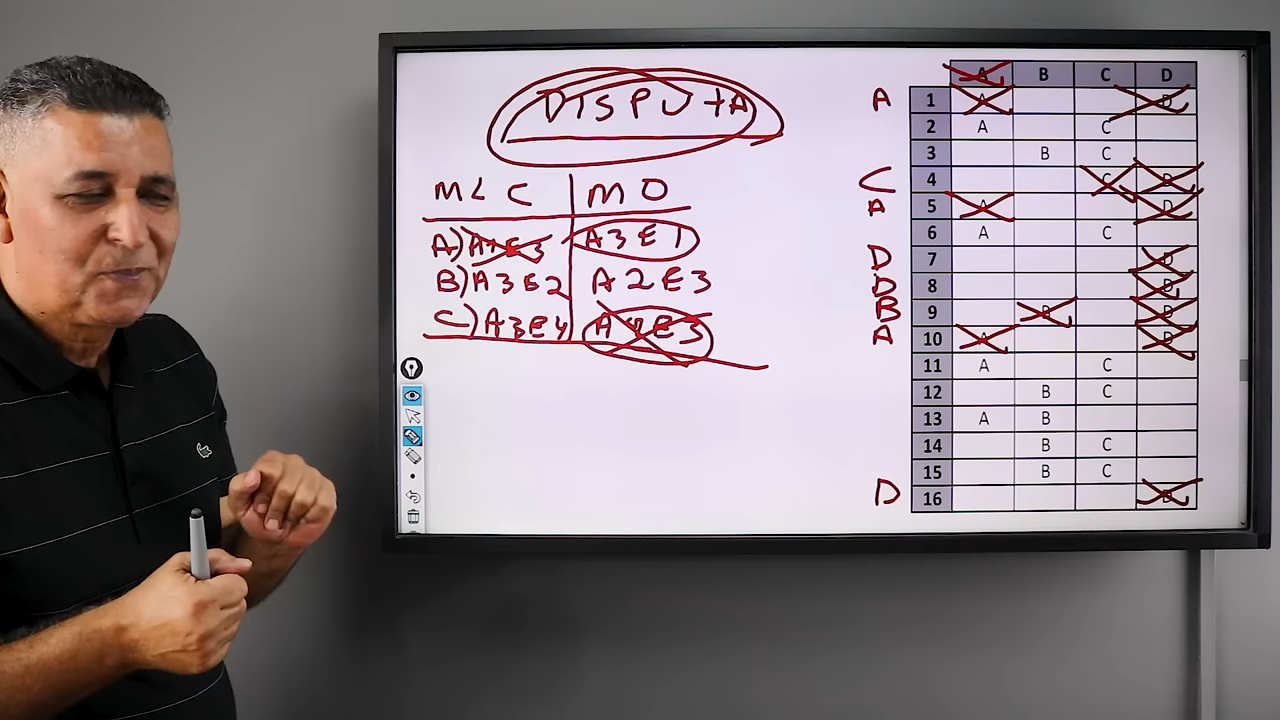 DISPUTA
MLC MO
A) A1E3 A3E1
B) A3E2 A2E3
C) A3E4 A4E3
A B C D
A 1 A D
2 A C
3 B C
C 4 C D
A 5 A D
6 A C
D 7 D
D 8 D
B 9 B D
A 10 A D
11 A C
12 B C
13 A B
14 B C
15 B C
D 16 D